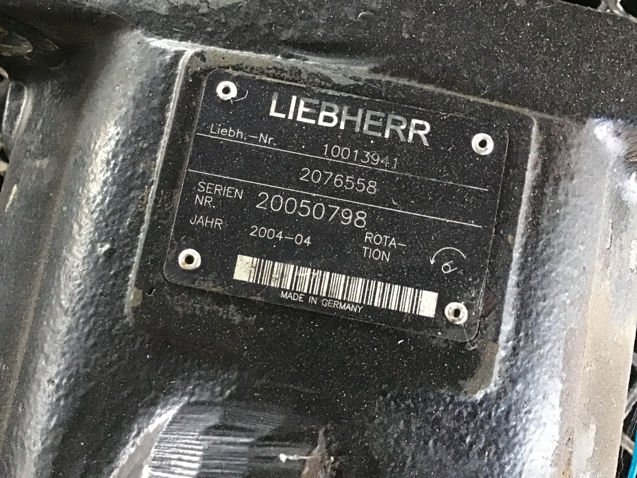 LIEBHERR
Liebh.-Nr. 10013941
2076558
SERIEN NR. 20050798
JAHR 2004-04 ROTA-
TION
MADE IN GERMANY